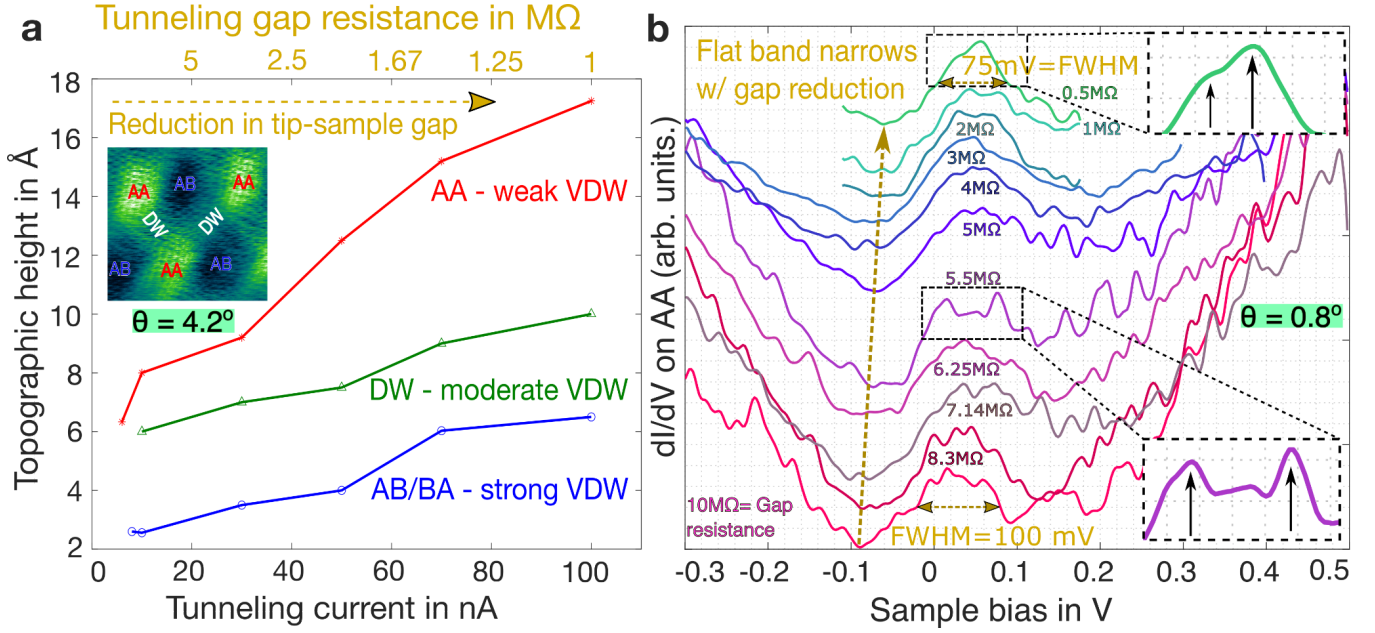 a
Tunneling gap resistance in MΩ
5 2.5 1.67 1.25 1
18
16
14
12
10
8
6
4
2
Topographic height in Å
Reduction in tip-sample gap
AA AB AA
DW DW
AB AA AB
θ = 4.2º
AA - weak VDW
DW - moderate VDW
AB/BA - strong VDW
0 20 40 60 80 100
Tunneling current in nA
b
Flat band narrows
w/ gap reduction
75mV=FWHM
0.5MΩ
1MΩ
2MΩ
3MΩ
4MΩ
5MΩ
5.5MΩ
6.25MΩ
7.14MΩ
8.3MΩ
10MΩ= Gap
resistance
FWHM=100 mV
θ = 0.8º
dI/dV on AA (arb. units.)
-0.3 -0.2 -0.1 0 0.1 0.2 0.3 0.4 0.5
Sample bias in V